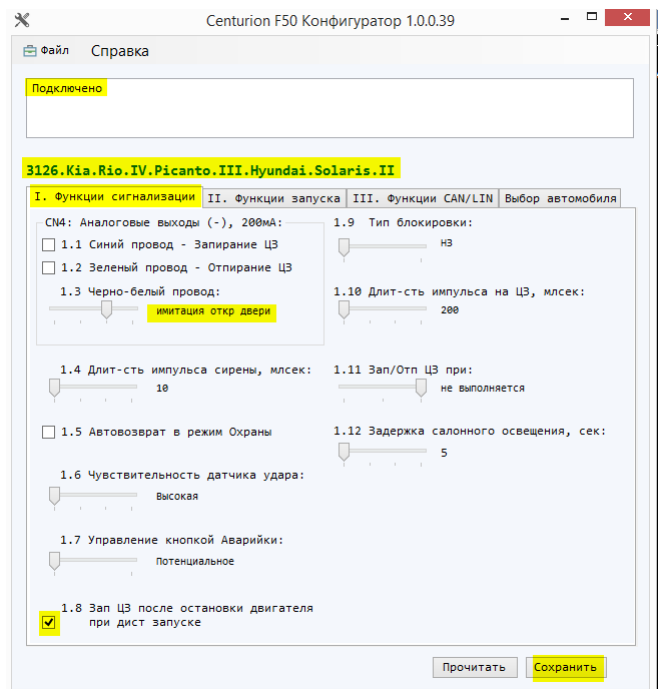 Centurion F50 Конфигуратор 1.0.0.39
Файл Справка
Подключено
3126.Kia.Rio.IV.Picanto.III.Hyundai.Solaris.II
I. Функции сигнализации II. Функции запуска III. Функции CAN/LIN Выбор автомобиля
CN4: Аналоговые выходы (-), 200мА:
1.1 Синий провод - Запирание ЦЗ
1.2 Зеленый провод - Отпирание ЦЗ
1.3 Черно-белый провод:
имитация откр двери
1.4 Длит-сть импульса сирены, млсек:
10
1.5 Автовозврат в режим Охраны
1.6 Чувствительность датчика удара:
Высокая
1.7 Управление кнопкой Аварийки:
Потенциальное
1.8 Зап ЦЗ после остановки двигателя
при дист запуске
1.9 Тип блокировки:
НЗ
1.10 Длит-сть импульса на ЦЗ, млсек:
200
1.11 Зап/Отп ЦЗ при:
не выполняется
1.12 Задержка салонного освещения, сек:
5
Прочитать Сохранить